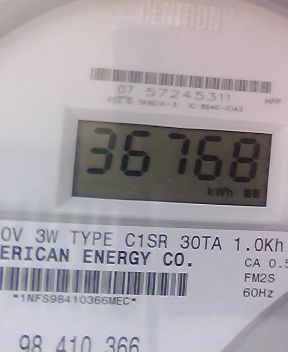 CENTRON
07 57245311
36768
kWh
0V 3W TYPE C1SR 30TA 1.0Kh
ERICAN ENERGY CO.
CA 0.5
FM2S
*1NFS98410366MEC*
60Hz
98 410 366